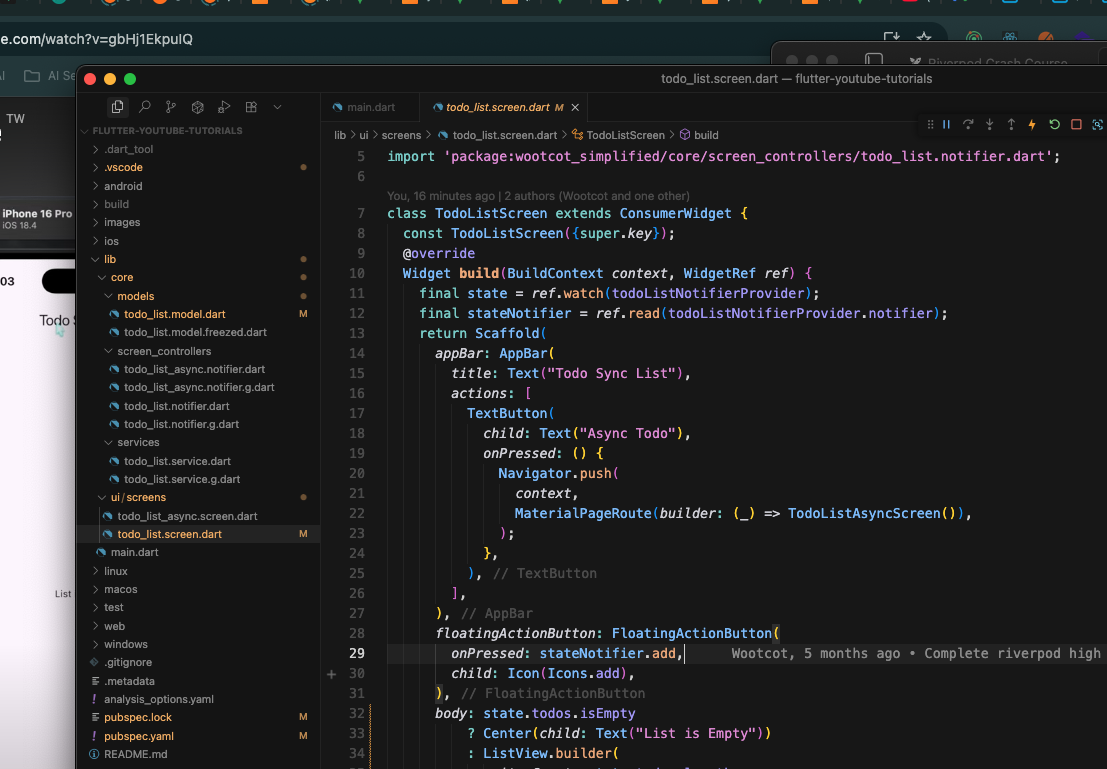 e.com/watch?v=gbHj1EkpuIQ
AI
AI Se
Riverpod Crash Course
todo_list.screen.dart — flutter-youtube-tutorials
TW
iPhone 16 Pro
iOS 18.4
03
Todo S
List
FLUTTER-YOUTUBE-TUTORIALS
.dart_tool
.vscode
android
build
images
ios
lib
core
models
todo_list.model.dart M
todo_list.model.freezed.dart
screen_controllers
todo_list_async.notifier.dart
todo_list_async.notifier.g.dart
todo_list.notifier.dart
todo_list.notifier.g.dart
services
todo_list.service.dart
todo_list.service.g.dart
ui/screens
todo_list_async.screen.dart
todo_list.screen.dart M
main.dart
linux
macos
test
web
windows
.gitignore
.metadata
analysis_options.yaml
pubspec.lock M
pubspec.yaml M
README.md
main.dart
todo_list.screen.dart M
lib > ui > screens > todo_list.screen.dart > TodoListScreen > build
5 import 'package:wootcot_simplified/core/screen_controllers/todo_list.notifier.dart';
6
You, 16 minutes ago | 2 authors (Wootcot and one other)
7 class TodoListScreen extends ConsumerWidget {
8 const TodoListScreen({super.key});
9 @override
10 Widget build(BuildContext context, WidgetRef ref) {
11 final state = ref.watch(todoListNotifierProvider);
12 final stateNotifier = ref.read(todoListNotifierProvider.notifier);
13 return Scaffold(
14 appBar: AppBar(
15 title: Text("Todo Sync List"),
16 actions: [
17 TextButton(
18 child: Text("Async Todo"),
19 onPressed: () {
20 Navigator.push(
21 context,
22 MaterialPageRoute(builder: (_) => TodoListAsyncScreen()),
23 );
24 },
25 ), // TextButton
26 ],
27 ), // AppBar
28 floatingActionButton: FloatingActionButton(
29 onPressed: stateNotifier.add, Wootcot, 5 months ago • Complete riverpod high
30 child: Icon(Icons.add),
31 ), // FloatingActionButton
32 body: state.todos.isEmpty
33 ? Center(child: Text("List is Empty"))
34 : ListView.builder(